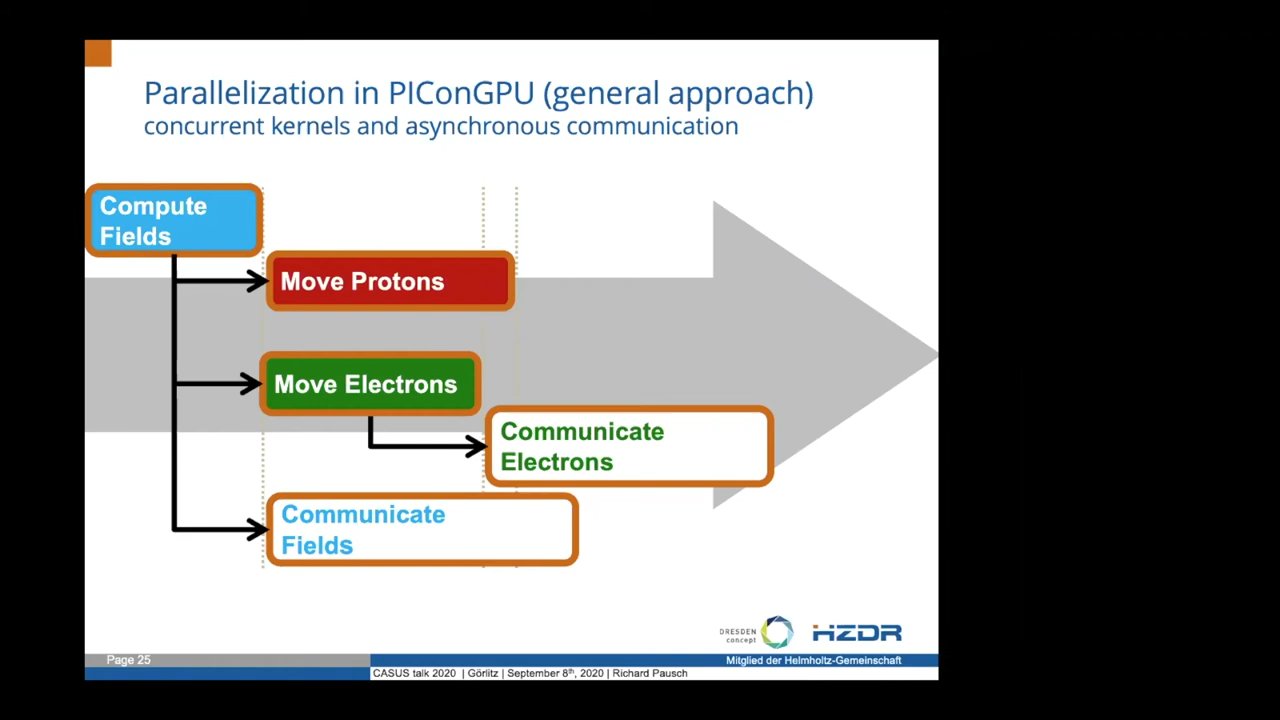 Parallelization in PIConGPU (general approach)
concurrent kernels and asynchronous communication
Compute
Fields
Move Protons
Move Electrons
Communicate
Electrons
Communicate
Fields
DRESDEN
concept
HZDR
Page 25
Mitglied der Helmholtz-Gemeinschaft
CASUS talk 2020 | Görlitz | September 8th, 2020 | Richard Pausch